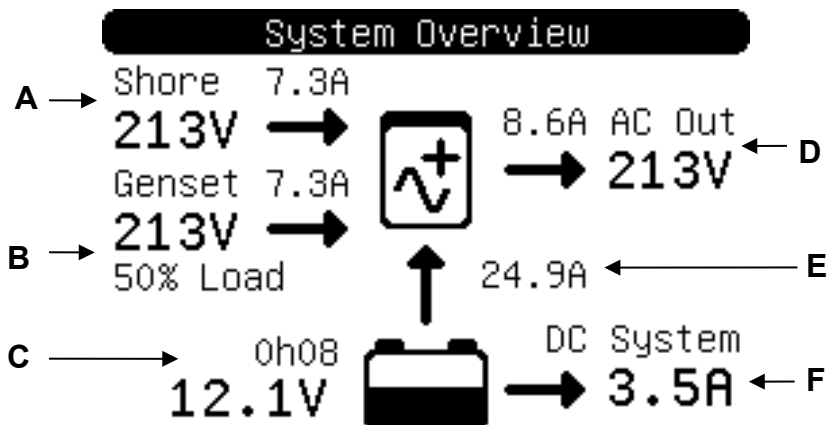 System Overview
A
Shore 7.3A
213V
8.6A AC Out
213V
D
Genset 7.3A
213V
B
50% Load
24.9A
E
C
0h08
12.1V
DC System
3.5A
F